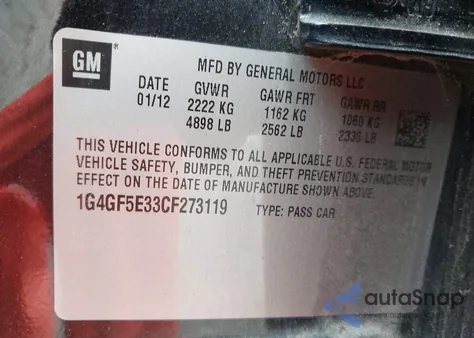 GM
MFD BY GENERAL MOTORS LLC
DATE GVWR GAWR FRT GAWR RR
01/12 2222 KG 1162 KG 1060 KG
4898 LB 2562 LB 2336 LB
THIS VEHICLE CONFORMS TO ALL APPLICABLE U.S. FEDERAL MOTOR
VEHICLE SAFETY, BUMPER, AND THEFT PREVENTION STANDARDS IN
EFFECT ON THE DATE OF MANUFACTURE SHOWN ABOVE.
1G4GF5E33CF273119 TYPE: PASS CAR
autoSnap